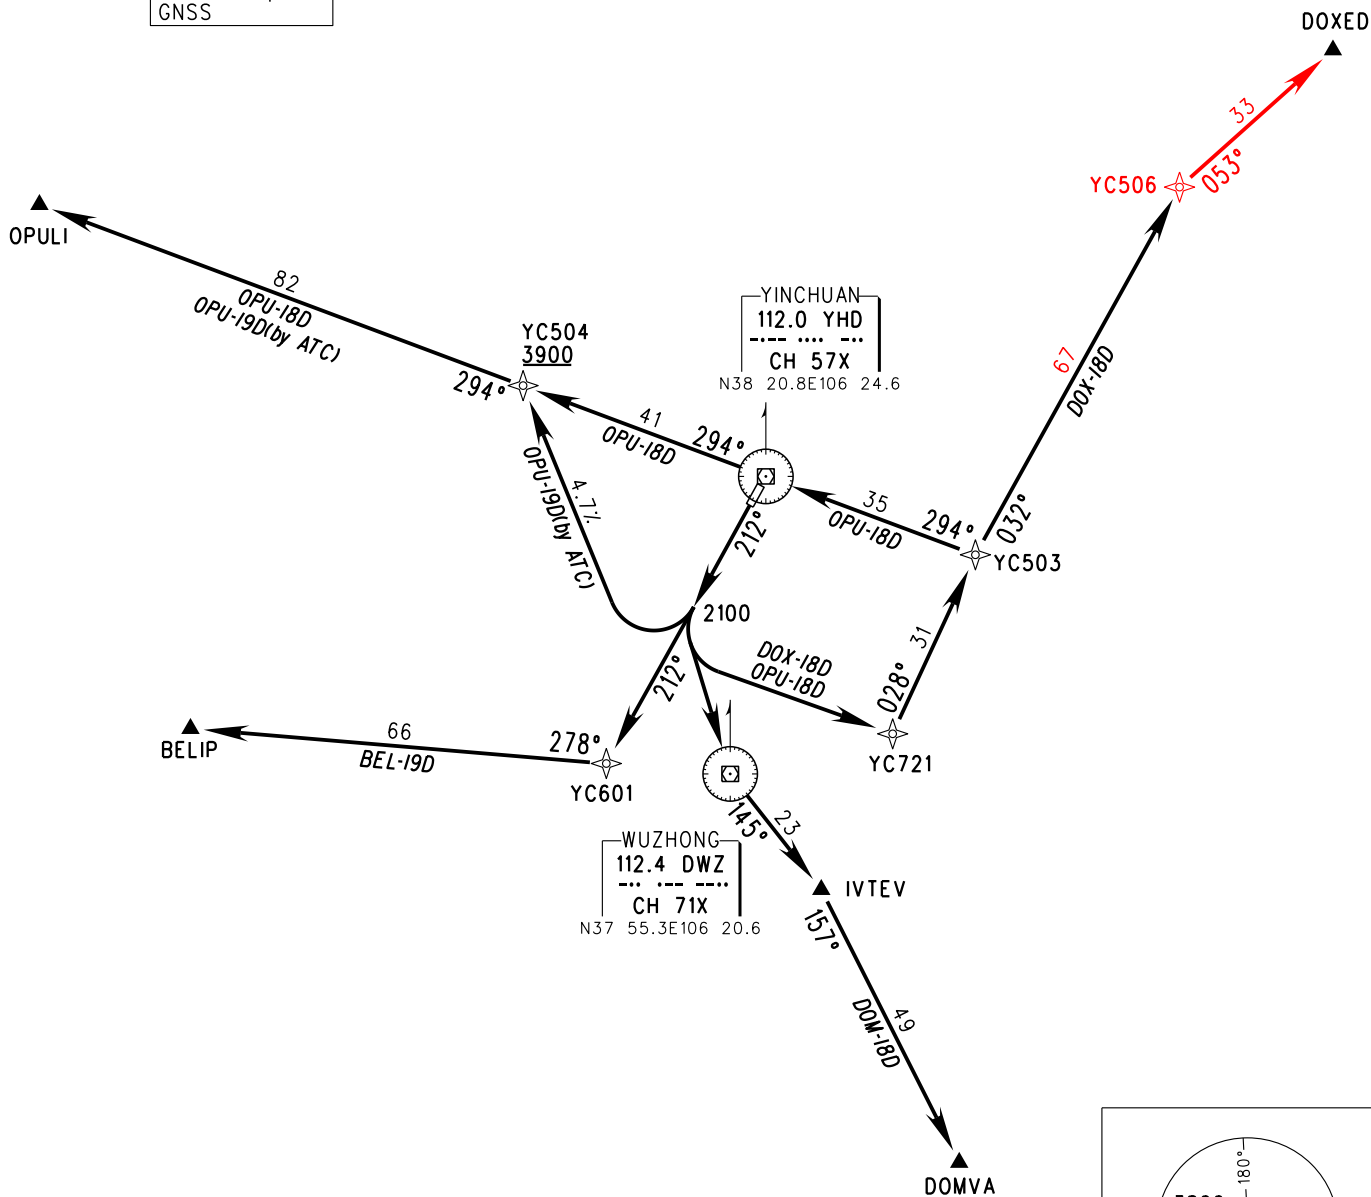 GNSS
DOXED
33
053°
YC506
OPULI
82
OPU-18D
OPU-19D(by ATC)
YINCHUAN
112.0 YHD
CH 57X
N38 20.8E106 24.6
YC504
3900
294°
67
DOX-18D
41
OPU-18D
294°
4.7%
OPU-19D(by ATC)
35
OPU-18D
294°
032°
YC503
212°
2100
31
028°
DOX-18D
OPU-18D
212°
BELIP
66
BEL-19D
278°
YC601
YC721
145°
23
WUZHONG
112.4 DWZ
CH 71X
N37 55.3E106 20.6
IVTEV
157°
49
DOM-18D
DOMVA
180°